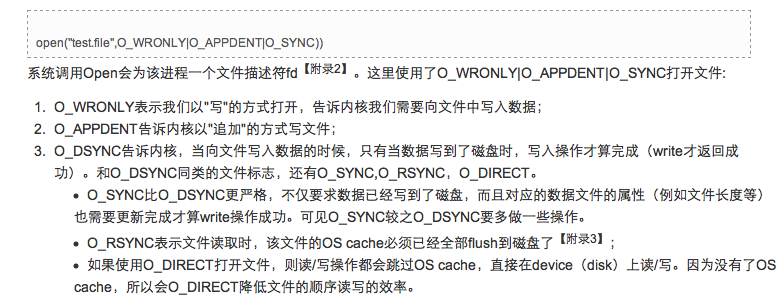 open("test.file",O_WRONLY|O_APPDENT|O_SYNC))
系统调用Open会为该进程一个文件描述符fd【附录2】。这里使用了O_WRONLY|O_APPDENT|O_SYNC打开文件:
1. O_WRONLY表示我们以"写"的方式打开，告诉内核我们需要向文件中写入数据；
2. O_APPDENT告诉内核以"追加"的方式写文件；
3. O_DSYNC告诉内核，当向文件写入数据的时候，只有当数据写到了磁盘时，写入操作才算完成（write才返回成
功）。和O_DSYNC同类的文件标志，还有O_SYNC,O_RSYNC，O_DIRECT。
• O_SYNC比O_DSYNC更严格，不仅要求数据已经写到了磁盘，而且对应的数据文件的属性（例如文件长度等）
也需要更新完成才算write操作成功。可见O_SYNC较之O_DSYNC要多做一些操作。
• O_RSYNC表示文件读取时，该文件的OS cache必须已经全部flush到磁盘了【附录3】；
• 如果使用O_DIRECT打开文件，则读/写操作都会跳过OS cache，直接在device（disk）上读/写。因为没有了OS
cache，所以会O_DIRECT降低文件的顺序读写的效率。